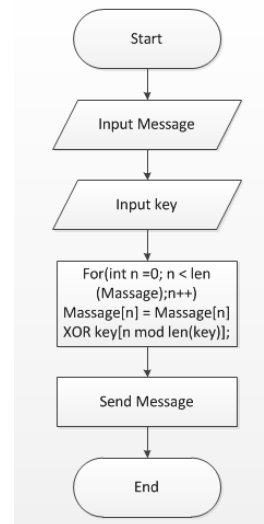 Start
Input Message
Input key
For(int n =0; n < len
(Massage);n++)
Massage[n] = Massage[n]
XOR key[n mod len(key)];
Send Message
End